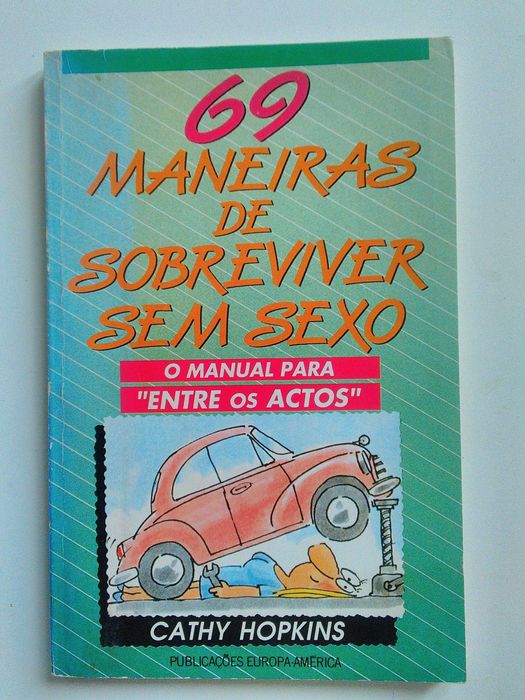 69
MANEIRAS
DE
SOBREVIVER
SEM SEXO
O MANUAL PARA
"ENTRE OS ACTOS"
CATHY HOPKINS
PUBLICAÇÕES EUROPA-AMÉRICA